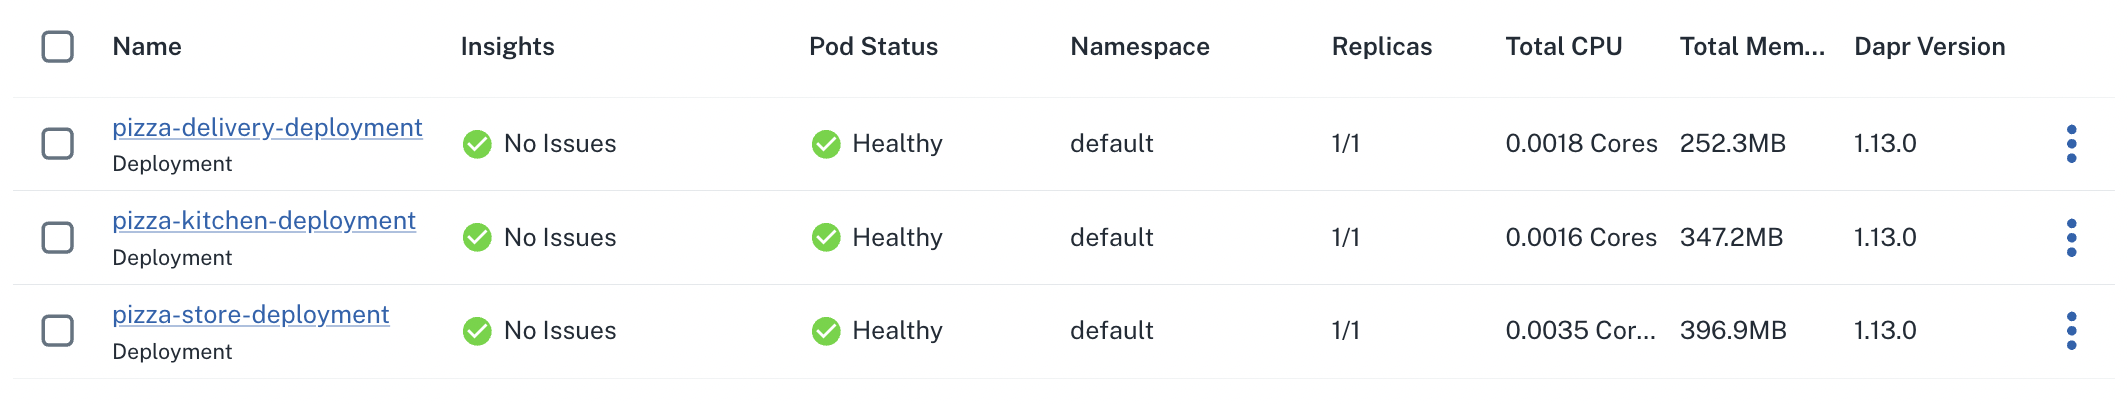 Name Insights Pod Status Namespace Replicas Total CPU Total Mem... Dapr Version
pizza-delivery-deployment
Deployment
No Issues Healthy default 1/1 0.0018 Cores 252.3MB 1.13.0
pizza-kitchen-deployment
Deployment
No Issues Healthy default 1/1 0.0016 Cores 347.2MB 1.13.0
pizza-store-deployment
Deployment
No Issues Healthy default 1/1 0.0035 Cor... 396.9MB 1.13.0